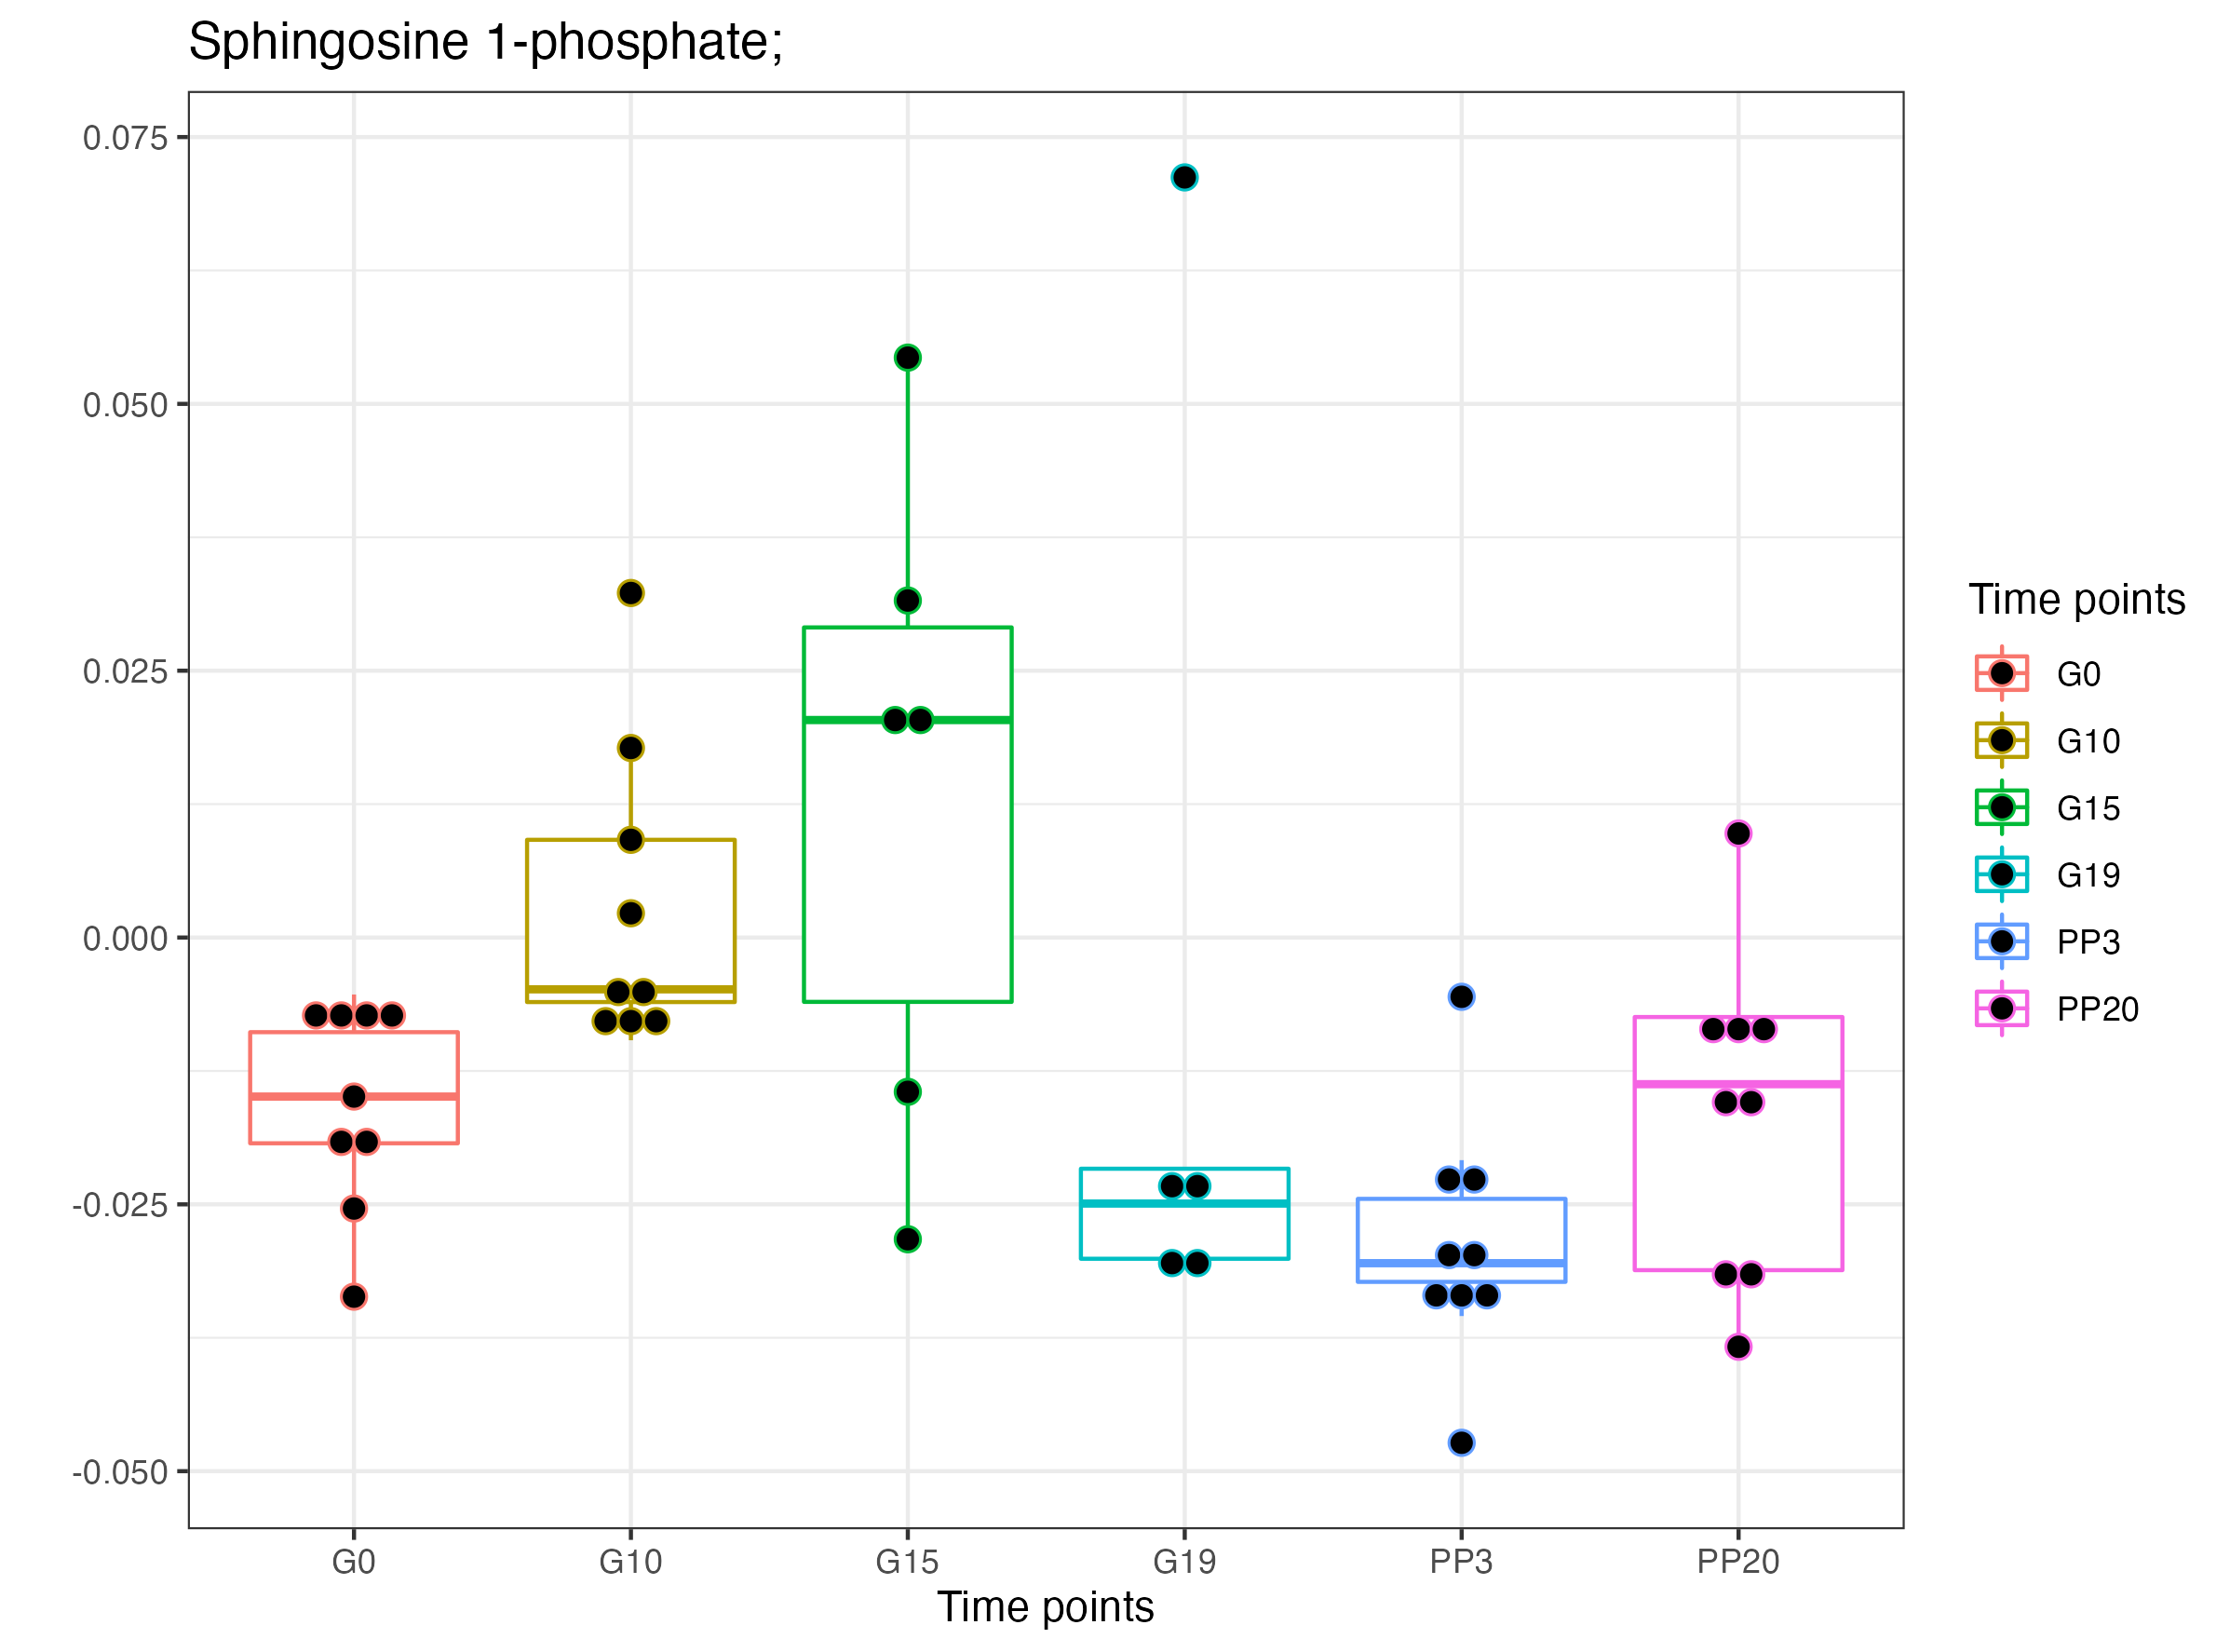 Sphingosine 1-phosphate;
0.075
0.050
0.025
0.000
-0.025
-0.050
G0 G10 G15 G19 PP3 PP20
Time points
Time points
G0
G10
G15
G19
PP3
PP20